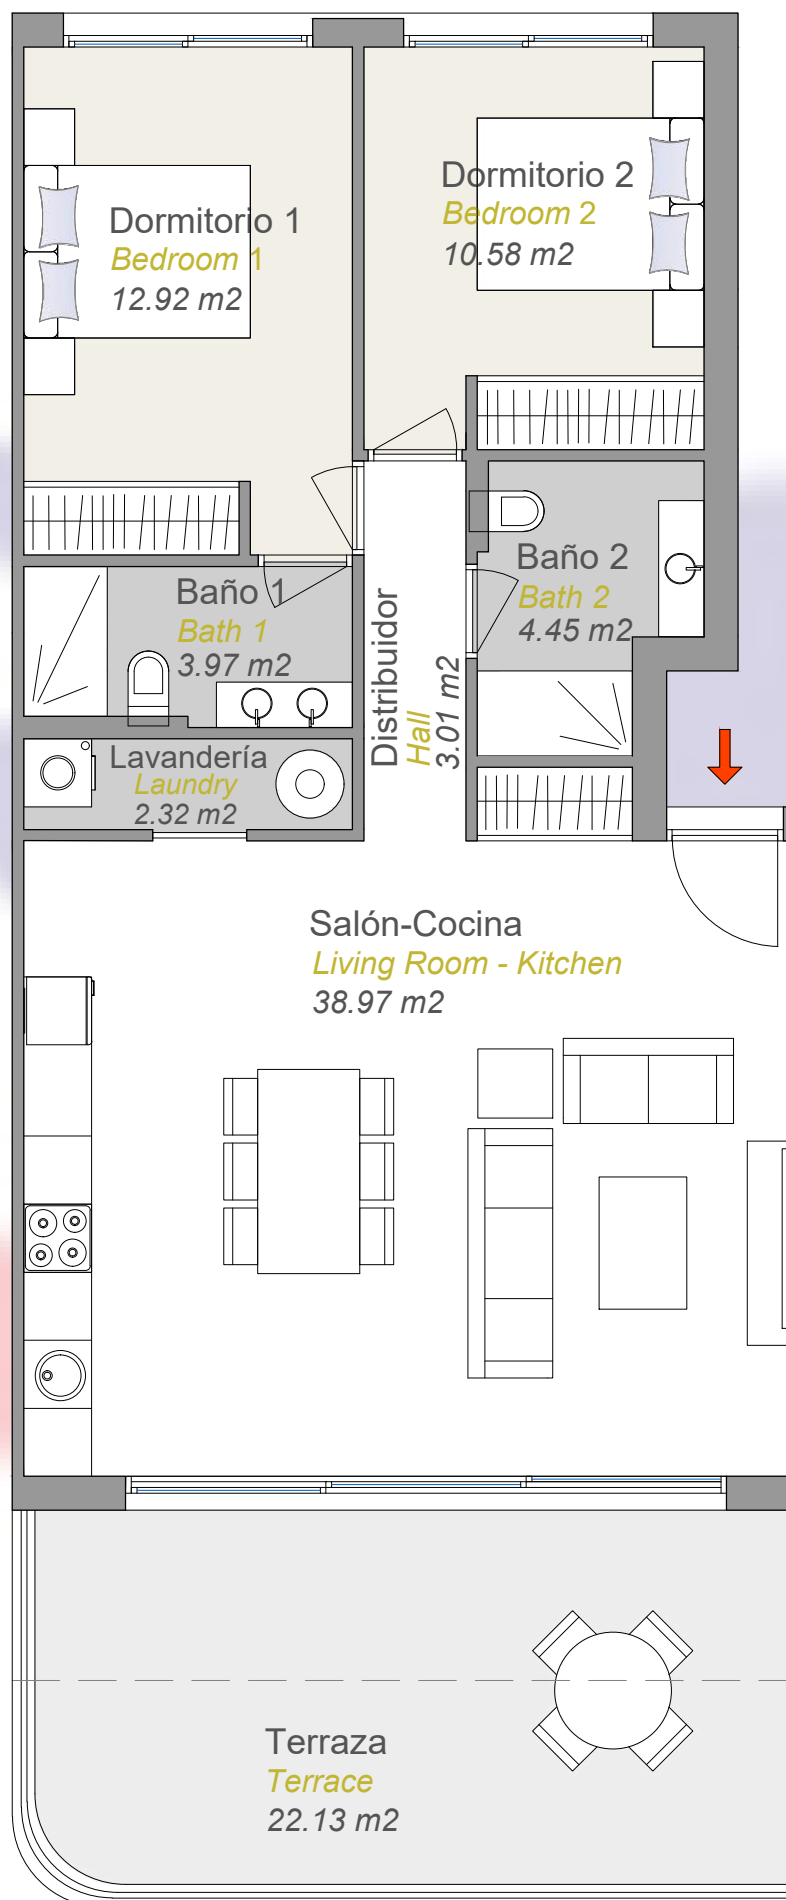 Dormitorio 1
Bedroom 1
12.92 m2
Dormitorio 2
Bedroom 2
10.58 m2
Baño 1
Bath 1
3.97 m2
Baño 2
Bath 2
4.45 m2
Distribuidor
Hall
3.01 m2
Lavandería
Laundry
2.32 m2
Salón-Cocina
Living Room - Kitchen
38.97 m2
Terraza
Terrace
22.13 m2